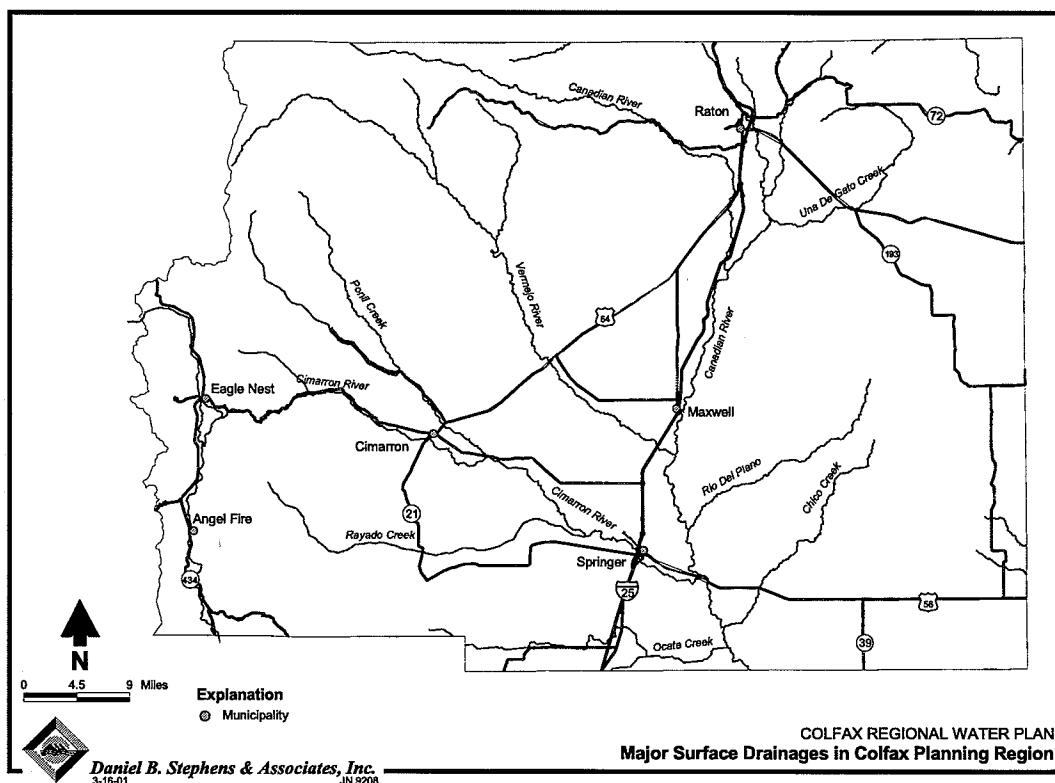 Canadian River
Raton
72
Una De Gato Creek
193
Vermejo River
Ponil Creek
64
Canadian River
Cimarron River
Eagle Nest
Maxwell
Cimarron
Rio Del Plano
Chico Creek
Cimarron River
21
Angel Fire
Rayado Creek
Springer
434
25
56
N
Ocate Creek
39
0 4.5 9 Miles
Explanation
Municipality
COLFAX REGIONAL WATER PLAN
Major Surface Drainages in Colfax Planning Region
Daniel B. Stephens & Associates, Inc.
3-16-01 JN 9208